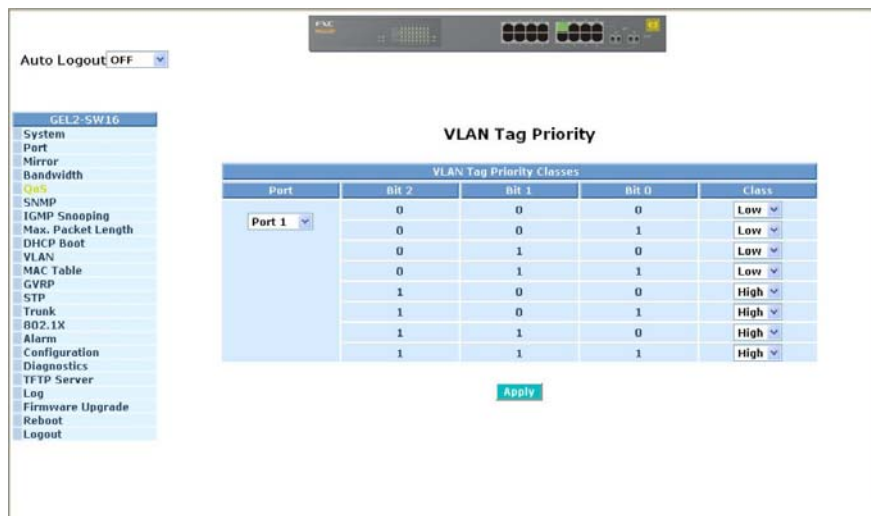 FXC
Auto Logout OFF
GEL2-SW16
System
Port
Mirror
Bandwidth
QoS
SNMP
IGMP Snooping
Max. Packet Length
DHCP Boot
VLAN
MAC Table
GVRP
STP
Trunk
802.1X
Alarm
Configuration
Diagnostics
TFTP Server
Log
Firmware Upgrade
Reboot
Logout
VLAN Tag Priority
VLAN Tag Priority Classes
Port Bit 2 Bit 1 Bit 0 Class
Port 1 0 0 0 Low
0 0 1 Low
0 1 0 Low
0 1 1 Low
1 0 0 High
1 0 1 High
1 1 0 High
1 1 1 High
Apply